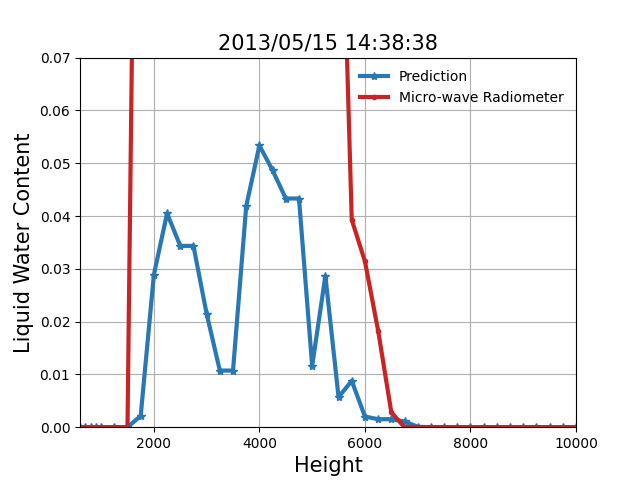 2013/05/15 14:38:38
Prediction
Micro-wave Radiometer
Liquid Water Content
0.07
0.06
0.05
0.04
0.03
0.02
0.01
0.00
2000 4000 6000 8000 10000
Height